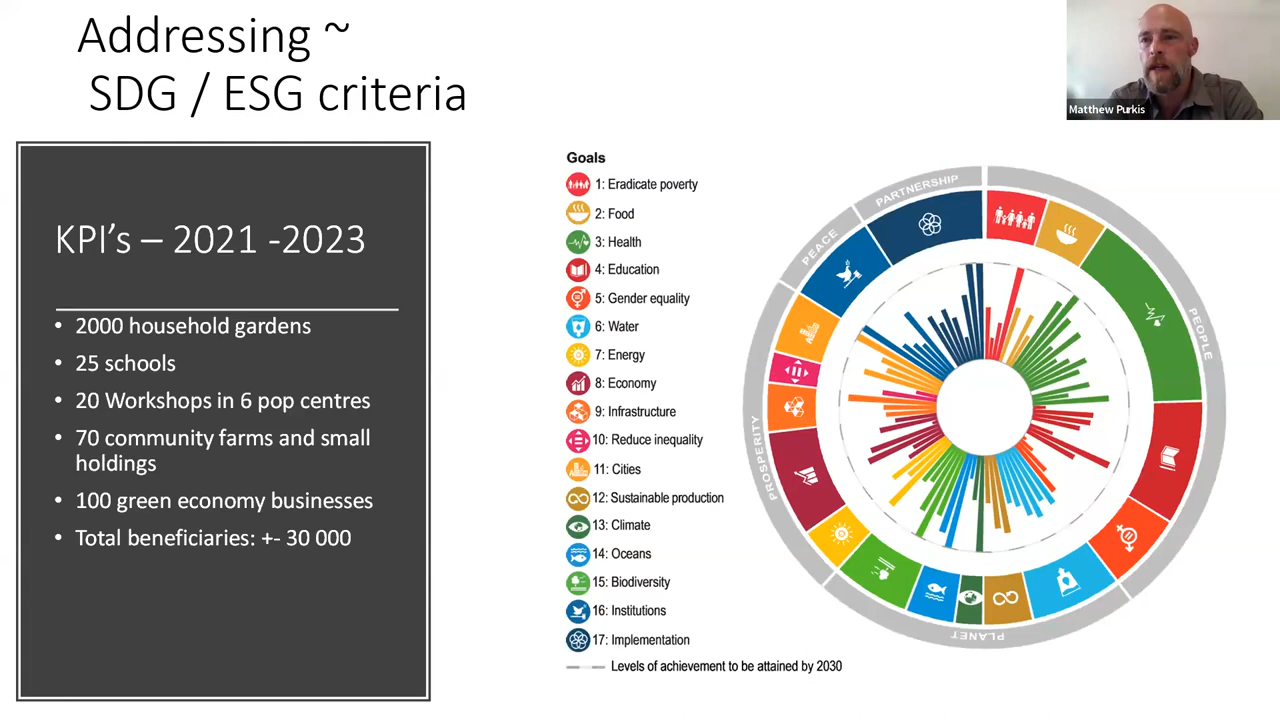 Addressing ~
SDG / ESG criteria
Matthew Purkis
KPI's – 2021 -2023
• 2000 household gardens
• 25 schools
• 20 Workshops in 6 pop centres
• 70 community farms and small
holdings
• 100 green economy businesses
• Total beneficiaries: +- 30 000
Goals
1: Eradicate poverty
2: Food
3: Health
4: Education
5: Gender equality
6: Water
7: Energy
8: Economy
9: Infrastructure
10: Reduce inequality
11: Cities
12: Sustainable production
13: Climate
14: Oceans
15: Biodiversity
16: Institutions
17: Implementation
Levels of achievement to be attained by 2030
PARTNERSHIP
PEACE
PEOPLE
PROSPERITY
PLANET